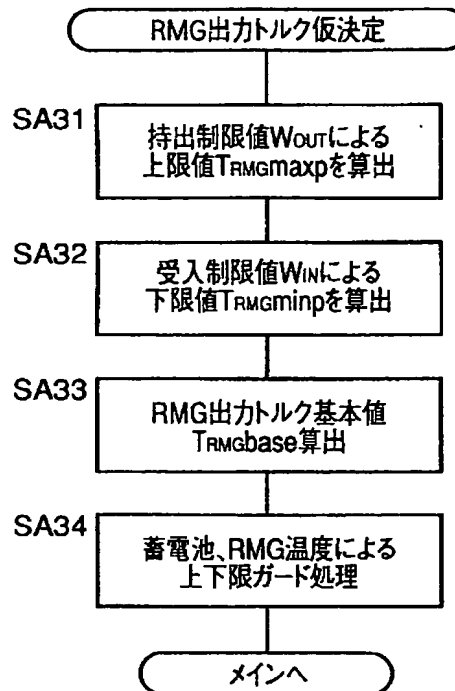 RMG出力トルク仮決定
SA31
持出制限値WOUTによる
上限値TRMGmaxpを算出
SA32
受入制限値WINによる
下限値TRMGminpを算出
SA33
RMG出力トルク基本値
TRMGbase算出
SA34
蓄電池、RMG温度による
上下限ガード処理
メインへ